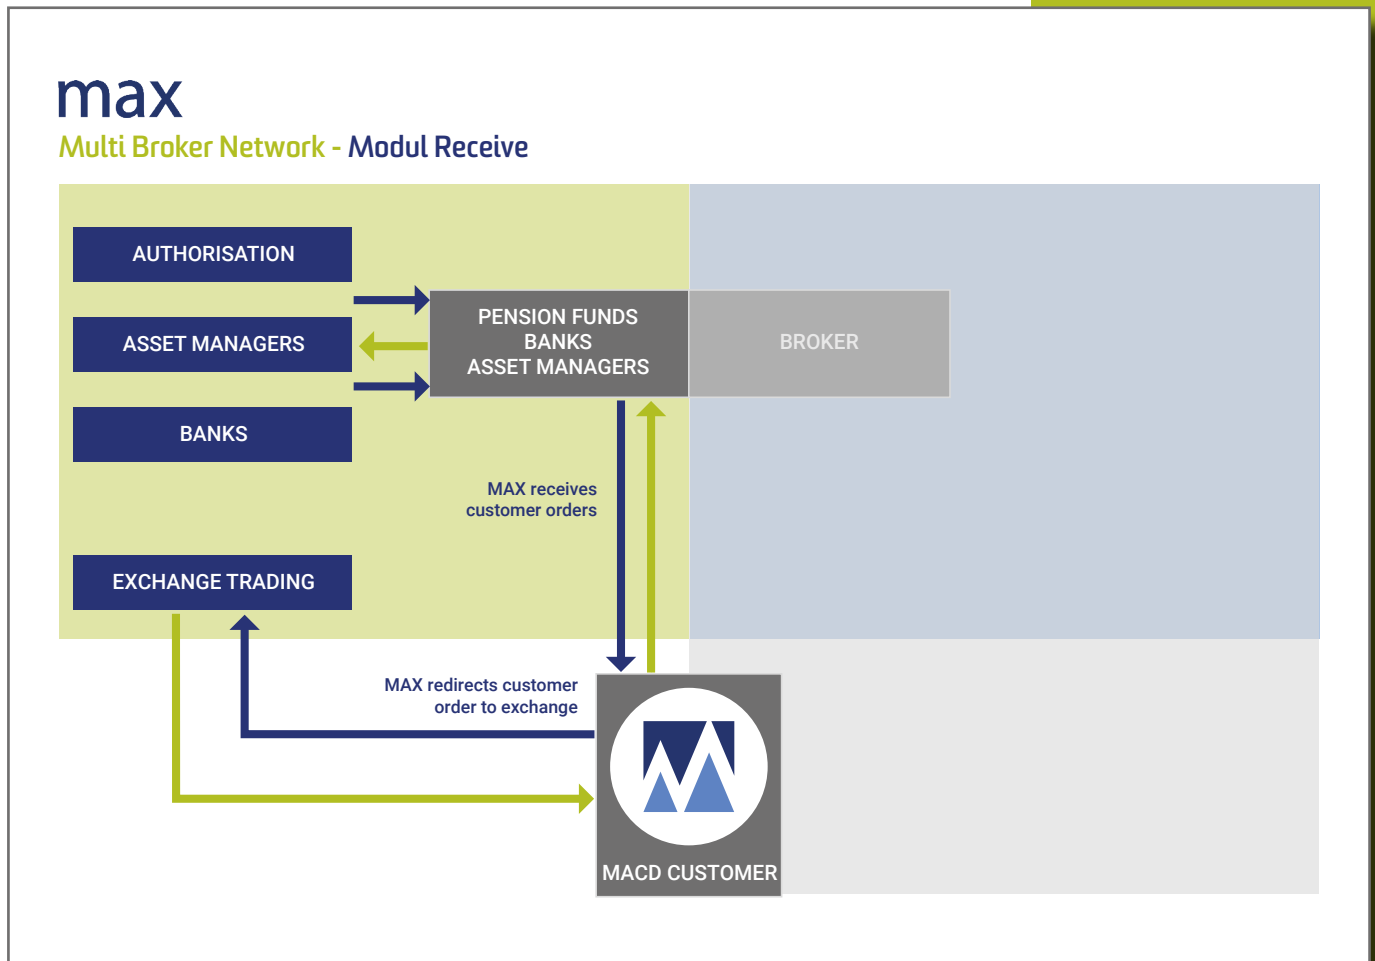 max
Multi Broker Network - Modul Receive
AUTHORISATION
ASSET MANAGERS
BANKS
EXCHANGE TRADING
PENSION FUNDS
BANKS
ASSET MANAGERS
BROKER
MAX receives
customer orders
MAX redirects customer
order to exchange
MACD CUSTOMER